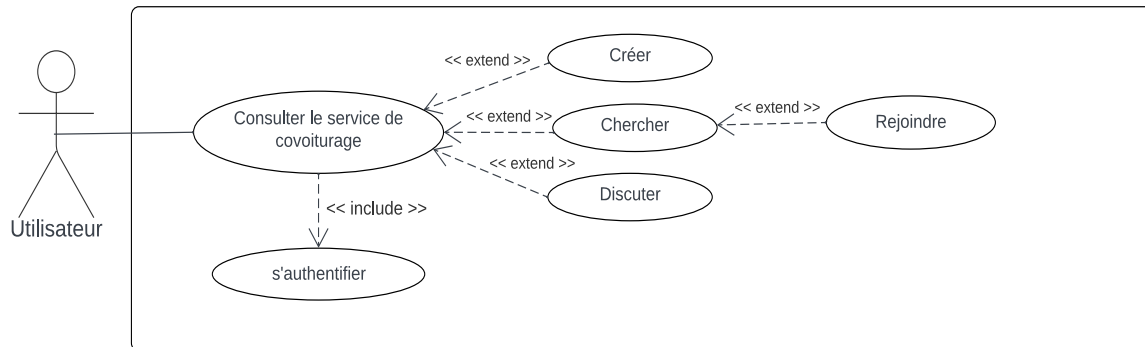 Créer
<< extend >>
Consulter le service de
covoiturage
<< extend >>
Chercher
<< extend >>
Rejoindre
<< extend >>
Discuter
<< include >>
Utilisateur
s'authentifier